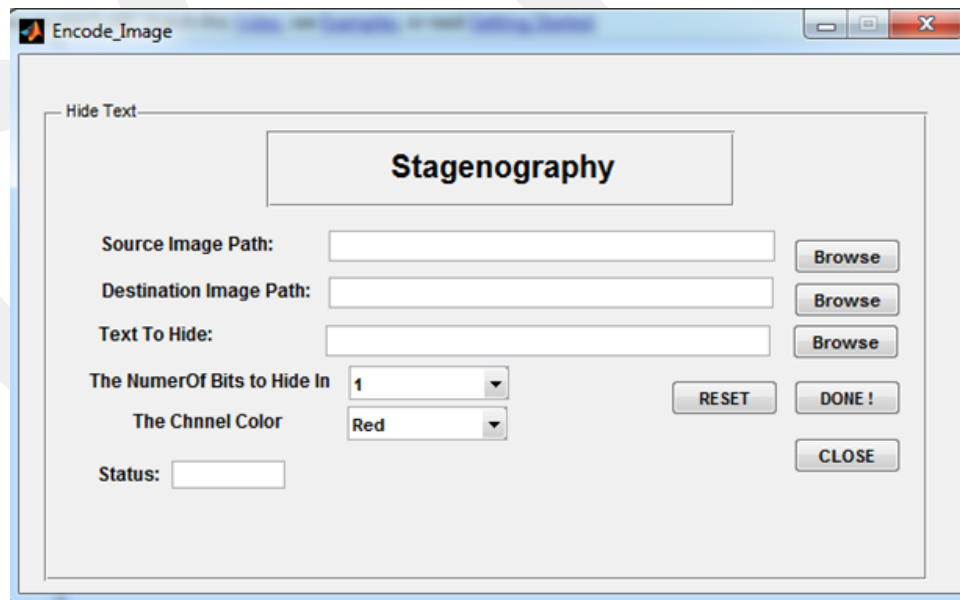 Encode_Image
Hide Text
Stagenography
Source Image Path:
Browse
Destination Image Path:
Browse
Text To Hide:
Browse
The NumerOf Bits to Hide In
1
RESET
DONE !
The Chnnel Color
Red
CLOSE
Status: